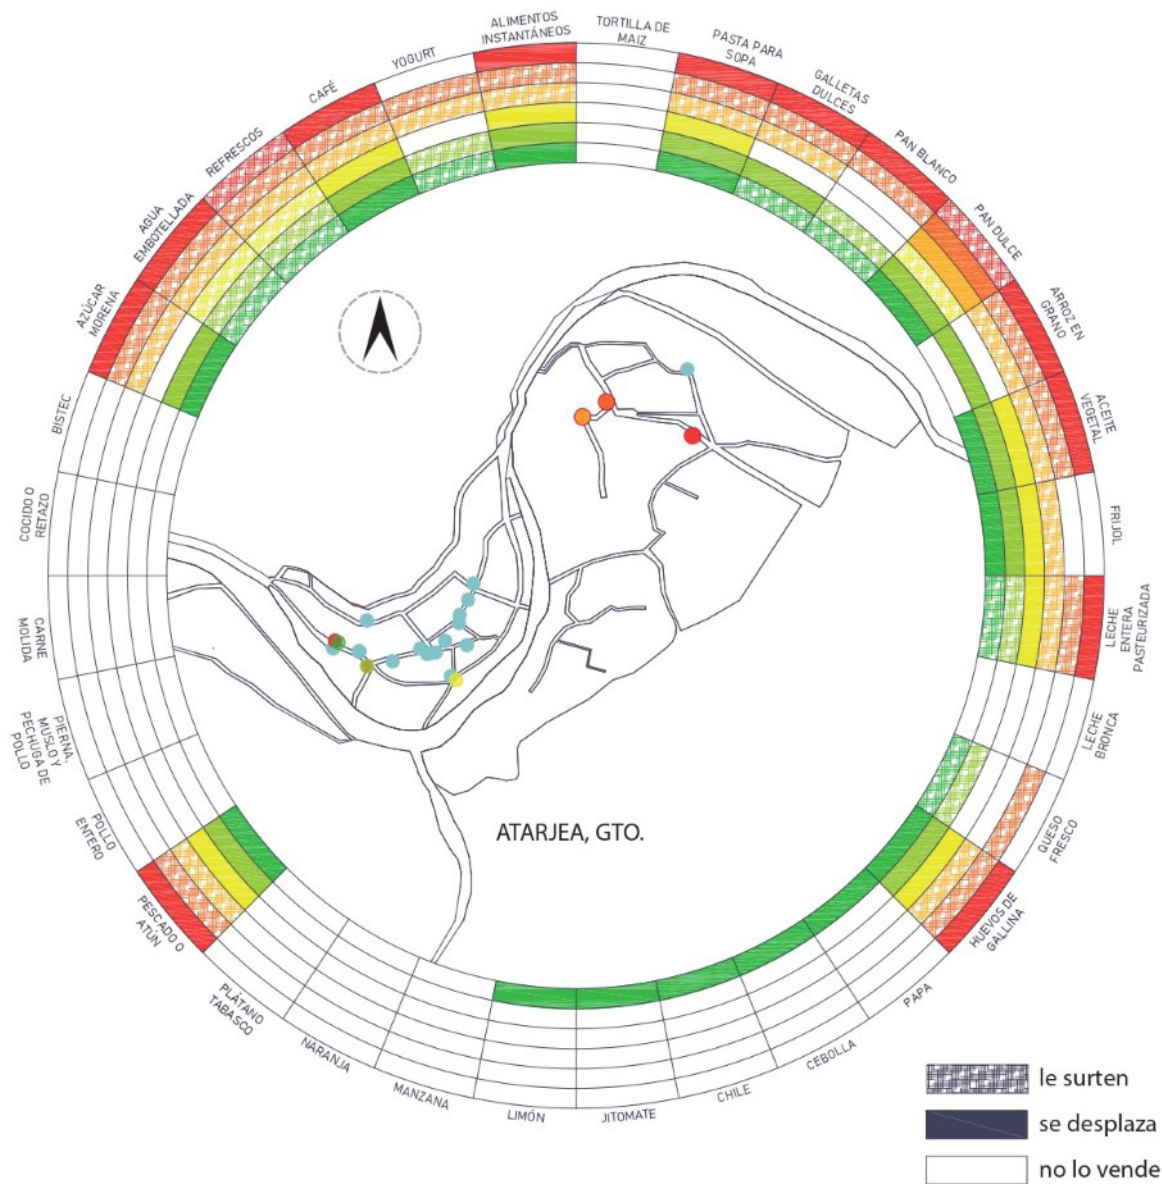 ALIMENTOS
INSTANTÁNEOS
TORTILLA DE
MAIZ
PASTA PARA
SOPA
GALLETAS
DULCES
PAN BLANCO
PAN DULCE
ARROZ EN
GRANO
ACEITE
VEGETAL
FRIJOL
LECHE
ENTERA
PASTEURIZADA
LECHE
BRONCA
QUESO
FRESCO
HUEVOS DE
GALLINA
PAPA
CEBOLLA
CHILE
JITOMATE
LIMÓN
MANZANA
NARANJA
PLÁTANO
TABASCO
PESCADO O
ATÚN
POLLO
ENTERO
PIERNA,
MUSLO Y
PECHUGA DE
POLLO
CARNE
MOLIDA
COCIDO O
RETAZO
BISTEC
AZÚCAR
MORENA
AGUA
EMBOTELLADA
REFRESCOS
CAFÉ
YOGURT
ATARJEA, GTO.
le surten
se desplaza
no lo vende